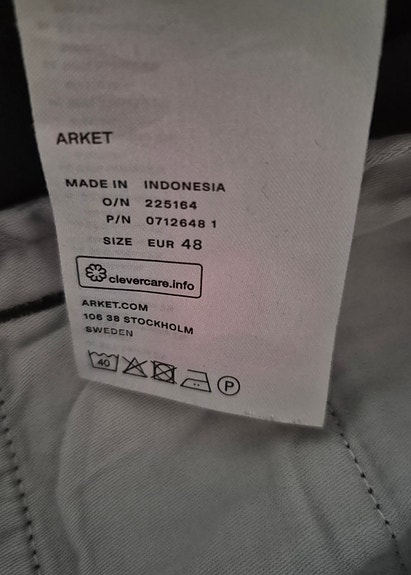 ARKET
MADE IN INDONESIA
O/N 225164
P/N 0712648 1
SIZE EUR 48
clevercare.info
ARKET.COM
106 38 STOCKHOLM
SWEDEN
40
P